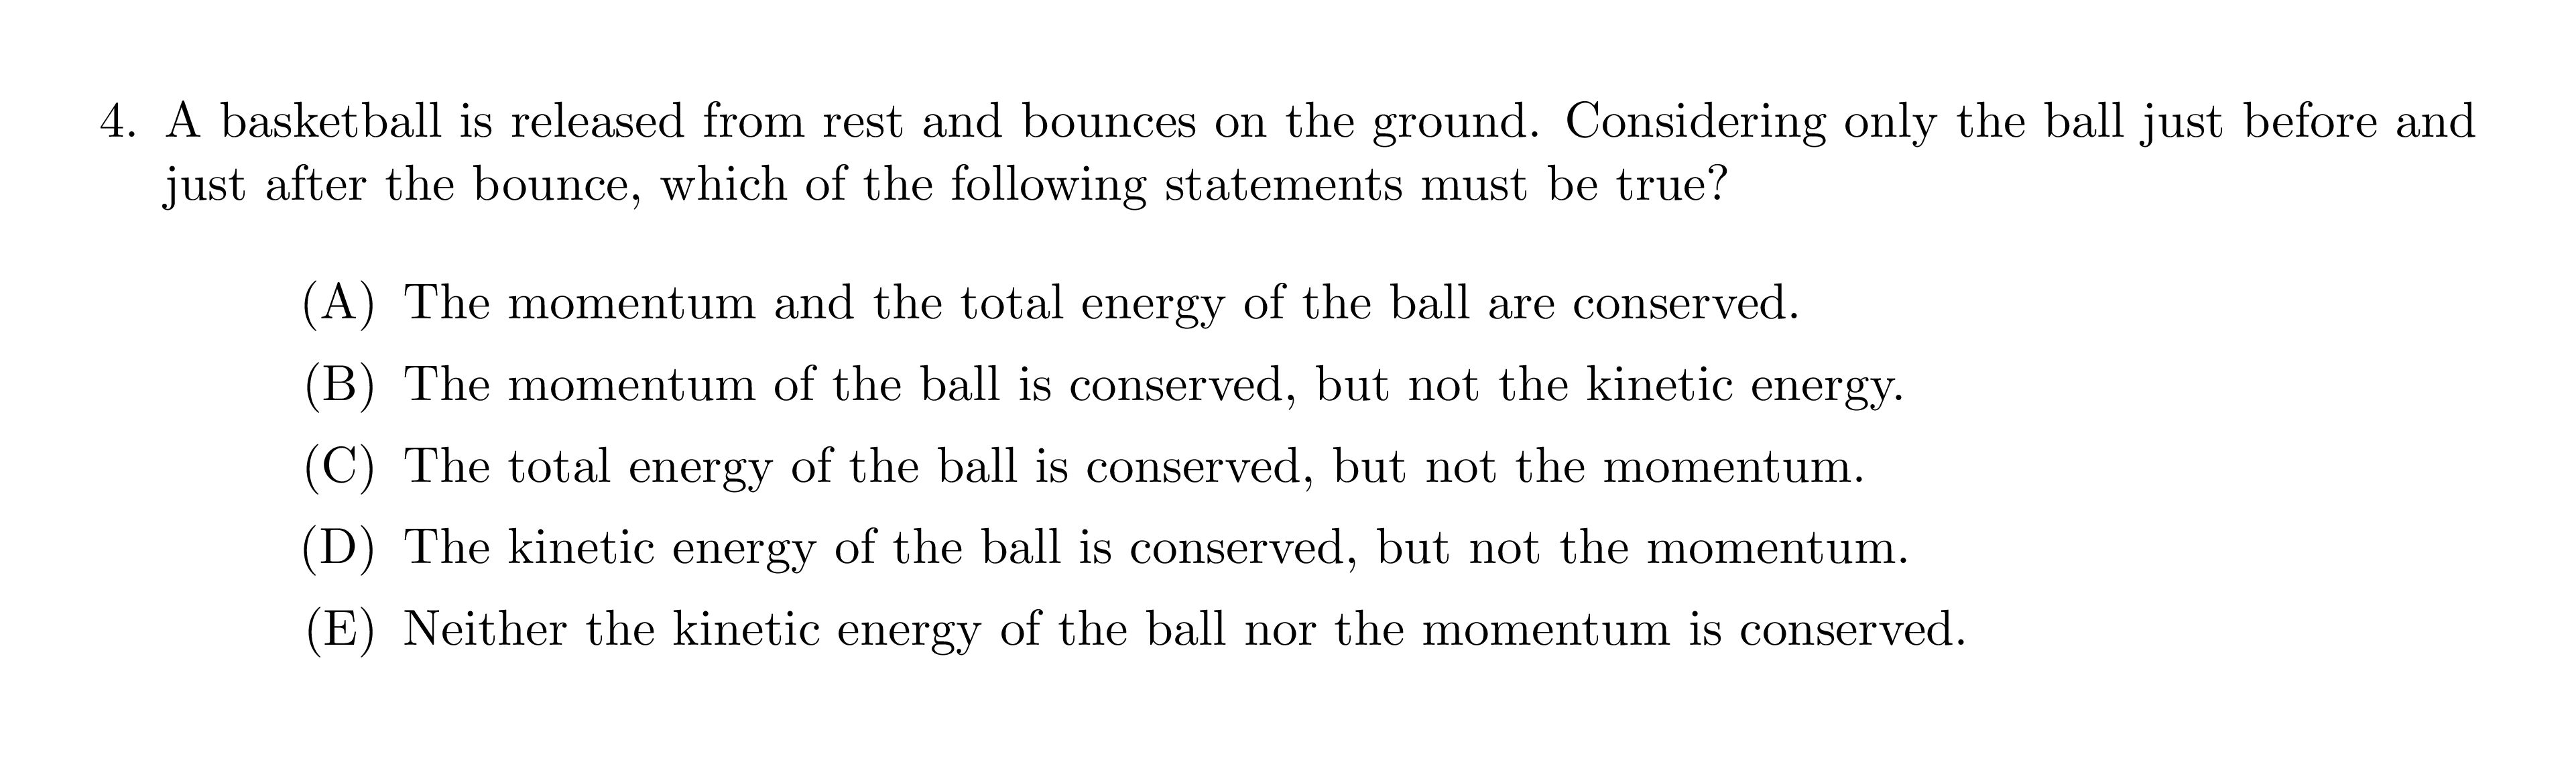 4. A basketball is released from rest and bounces on the ground. Considering only the ball just before and
just after the bounce, which of the following statements must be true?
(A) The momentum and the total energy of the ball are conserved.
(B) The momentum of the ball is conserved, but not the kinetic energy.
(C) The total energy of the ball is conserved, but not the momentum.
(D) The kinetic energy of the ball is conserved, but not the momentum.
(E) Neither the kinetic energy of the ball nor the momentum is conserved.